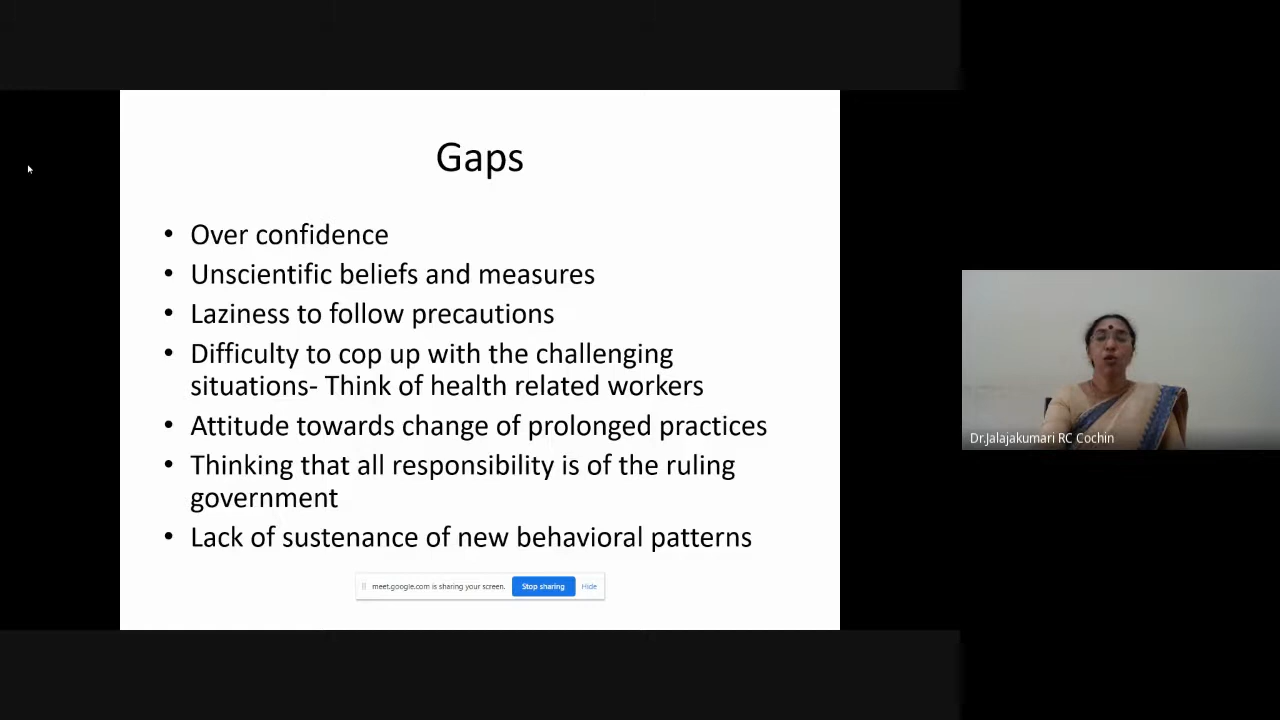 Gaps
• Over confidence
• Unscientific beliefs and measures
• Laziness to follow precautions
• Difficulty to cop up with the challenging
situations- Think of health related workers
• Attitude towards change of prolonged practices
• Thinking that all responsibility is of the ruling
government
• Lack of sustenance of new behavioral patterns
meet.google.com is sharing your screen. Stop sharing Hide
Dr.Jalajakumari RC Cochin